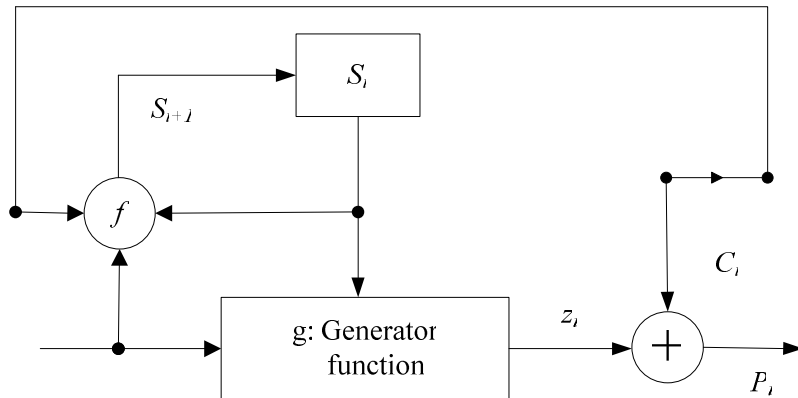 S_i
S_{i+1}
f
C_i
g: Generator
function
z_i
+
P_i